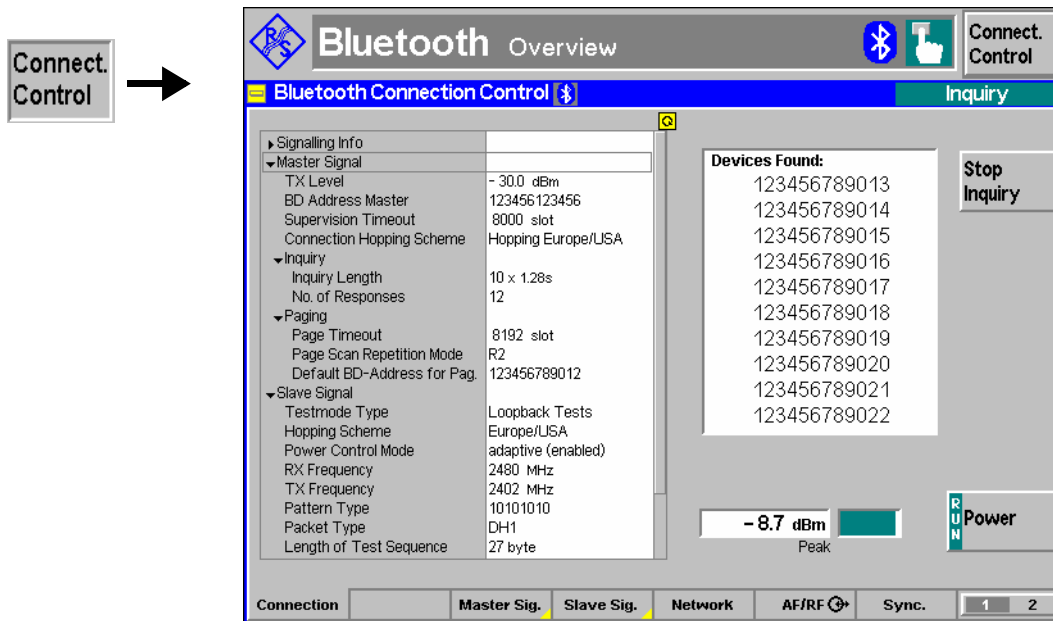 Connect.
Control
R S
Bluetooth Overview
Connect.
Control
Bluetooth Connection Control
Inquiry
Signalling Info
Master Signal
TX Level - 30.0 dBm
BD Address Master 123456123456
Supervision Timeout 8000 slot
Connection Hopping Scheme Hopping Europe/USA
Inquiry
Inquiry Length 10 x 1.28s
No. of Responses 12
Paging
Page Timeout 8192 slot
Page Scan Repetition Mode R2
Default BD-Address for Pag. 123456789012
Slave Signal
Testmode Type Loopback Tests
Hopping Scheme Europe/USA
Power Control Mode adaptive (enabled)
RX Frequency 2480 MHz
TX Frequency 2402 MHz
Pattern Type 10101010
Packet Type DH1
Length of Test Sequence 27 byte
Devices Found:
123456789013
123456789014
123456789015
123456789016
123456789017
123456789018
123456789019
123456789020
123456789021
123456789022
Stop
Inquiry
- 8.7 dBm
Peak
RUN
Power
Connection Master Sig. Slave Sig. Network AF/RF Sync. 1 2